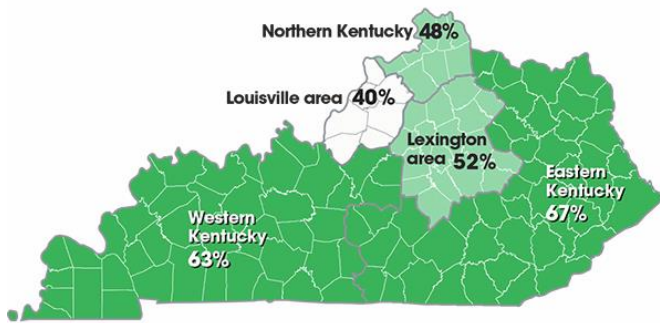 Northern Kentucky 48%
Louisville area 40%
Lexington
area 52%
Eastern
Kentucky
67%
Western
Kentucky
63%